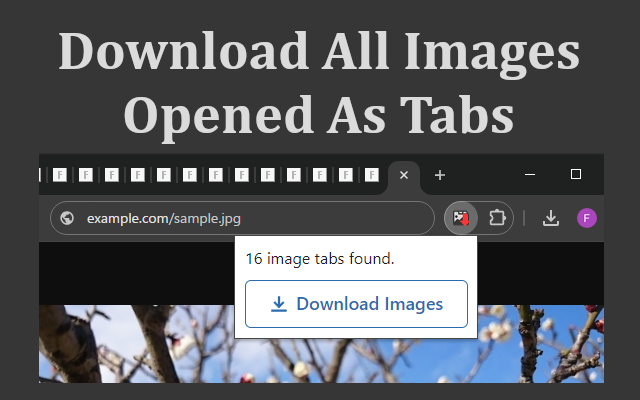 Download All Images
Opened As Tabs
F F F F F F F F F F F F F
example.com/sample.jpg
F
16 image tabs found.
Download Images